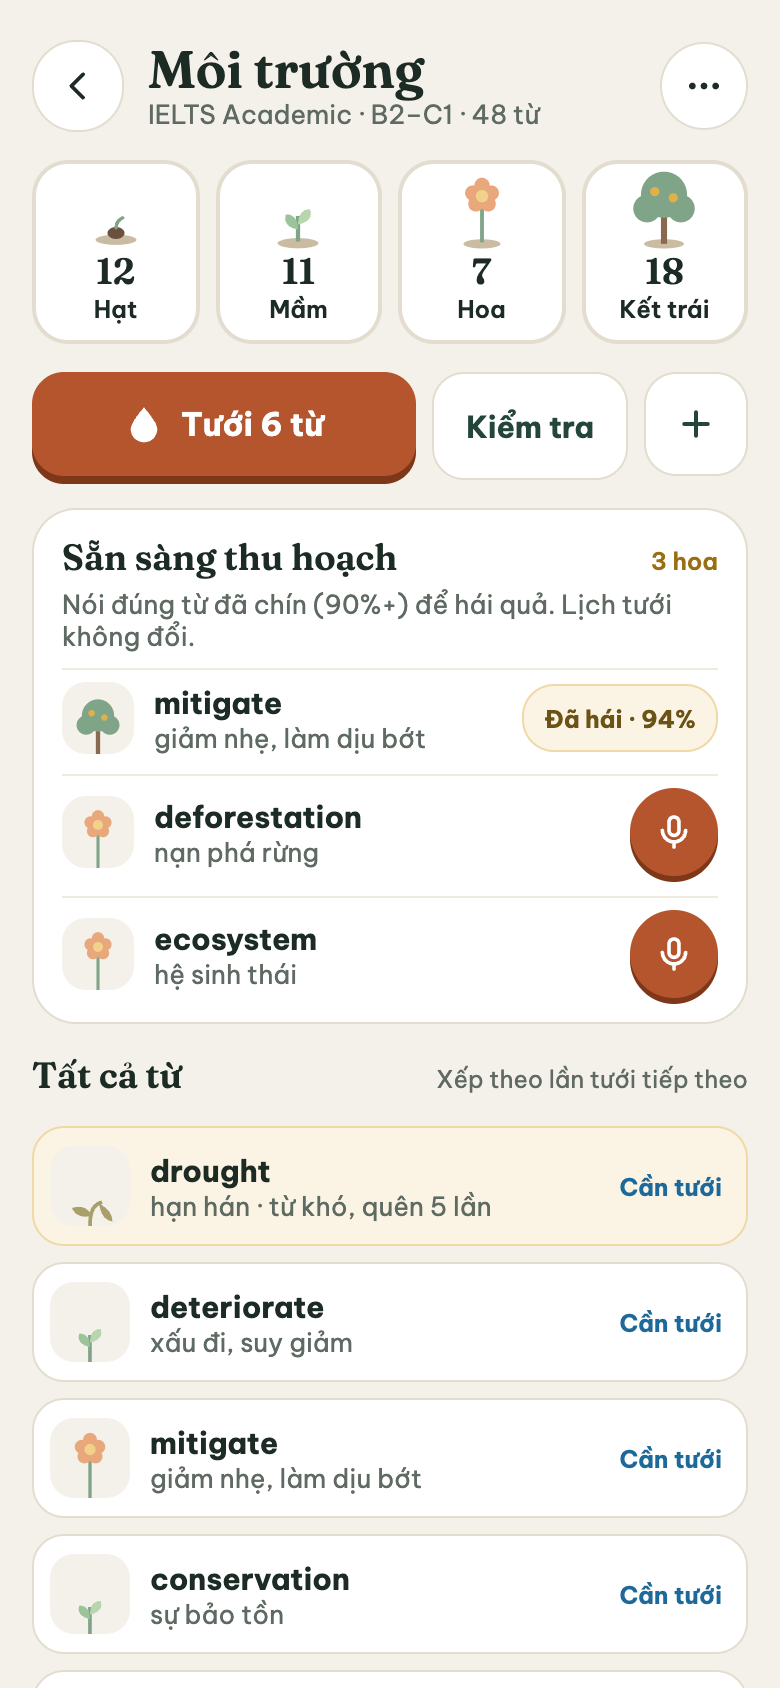 Môi trường
IELTS Academic · B2–C1 · 48 từ
12
Hạt
11
Mầm
7
Hoa
18
Kết trái
Tưới 6 từ
Kiểm tra
Sẵn sàng thu hoạch
3 hoa
Nói đúng từ đã chín (90%+) để hái quả. Lịch tưới
không đổi.
mitigate
giảm nhẹ, làm dịu bớt
Đã hái · 94%
deforestation
nạn phá rừng
ecosystem
hệ sinh thái
Tất cả từ
Xếp theo lần tưới tiếp theo
drought
hạn hán · từ khó, quên 5 lần
Cần tưới
deteriorate
xấu đi, suy giảm
Cần tưới
mitigate
giảm nhẹ, làm dịu bớt
Cần tưới
conservation
sự bảo tồn
Cần tưới